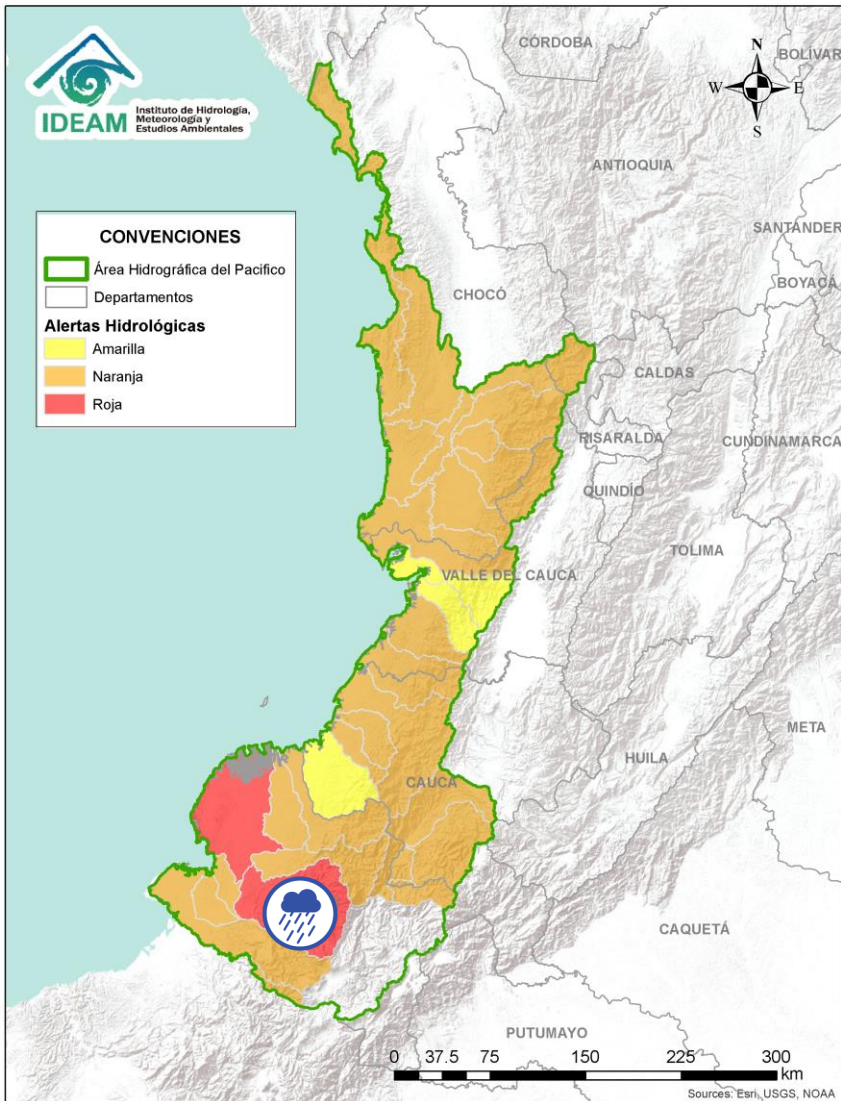 IDEAM
Instituto de Hidrología,
Meteorología y
Estudios Ambientales
N
W
E
S
CONVENCIONES
Área Hidrográfica del Pacifico
Departamentos
Alertas Hidrológicas
Amarilla
Naranja
Roja
CÓRDOBA
BOLÍVAR
ANTIOQUIA
SANTANDER
BOYACÁ
CHOCÓ
CALDAS
RISARALDA
CUNDINAMARCA
QUINDÍO
TOLIMA
VALLE DEL CAUCA
META
HUILA
CAUCA
CAQUETÁ
PUTUMAYO
0 37.5 75 150 225 300
km
Sources: Esri, USGS, NOAA